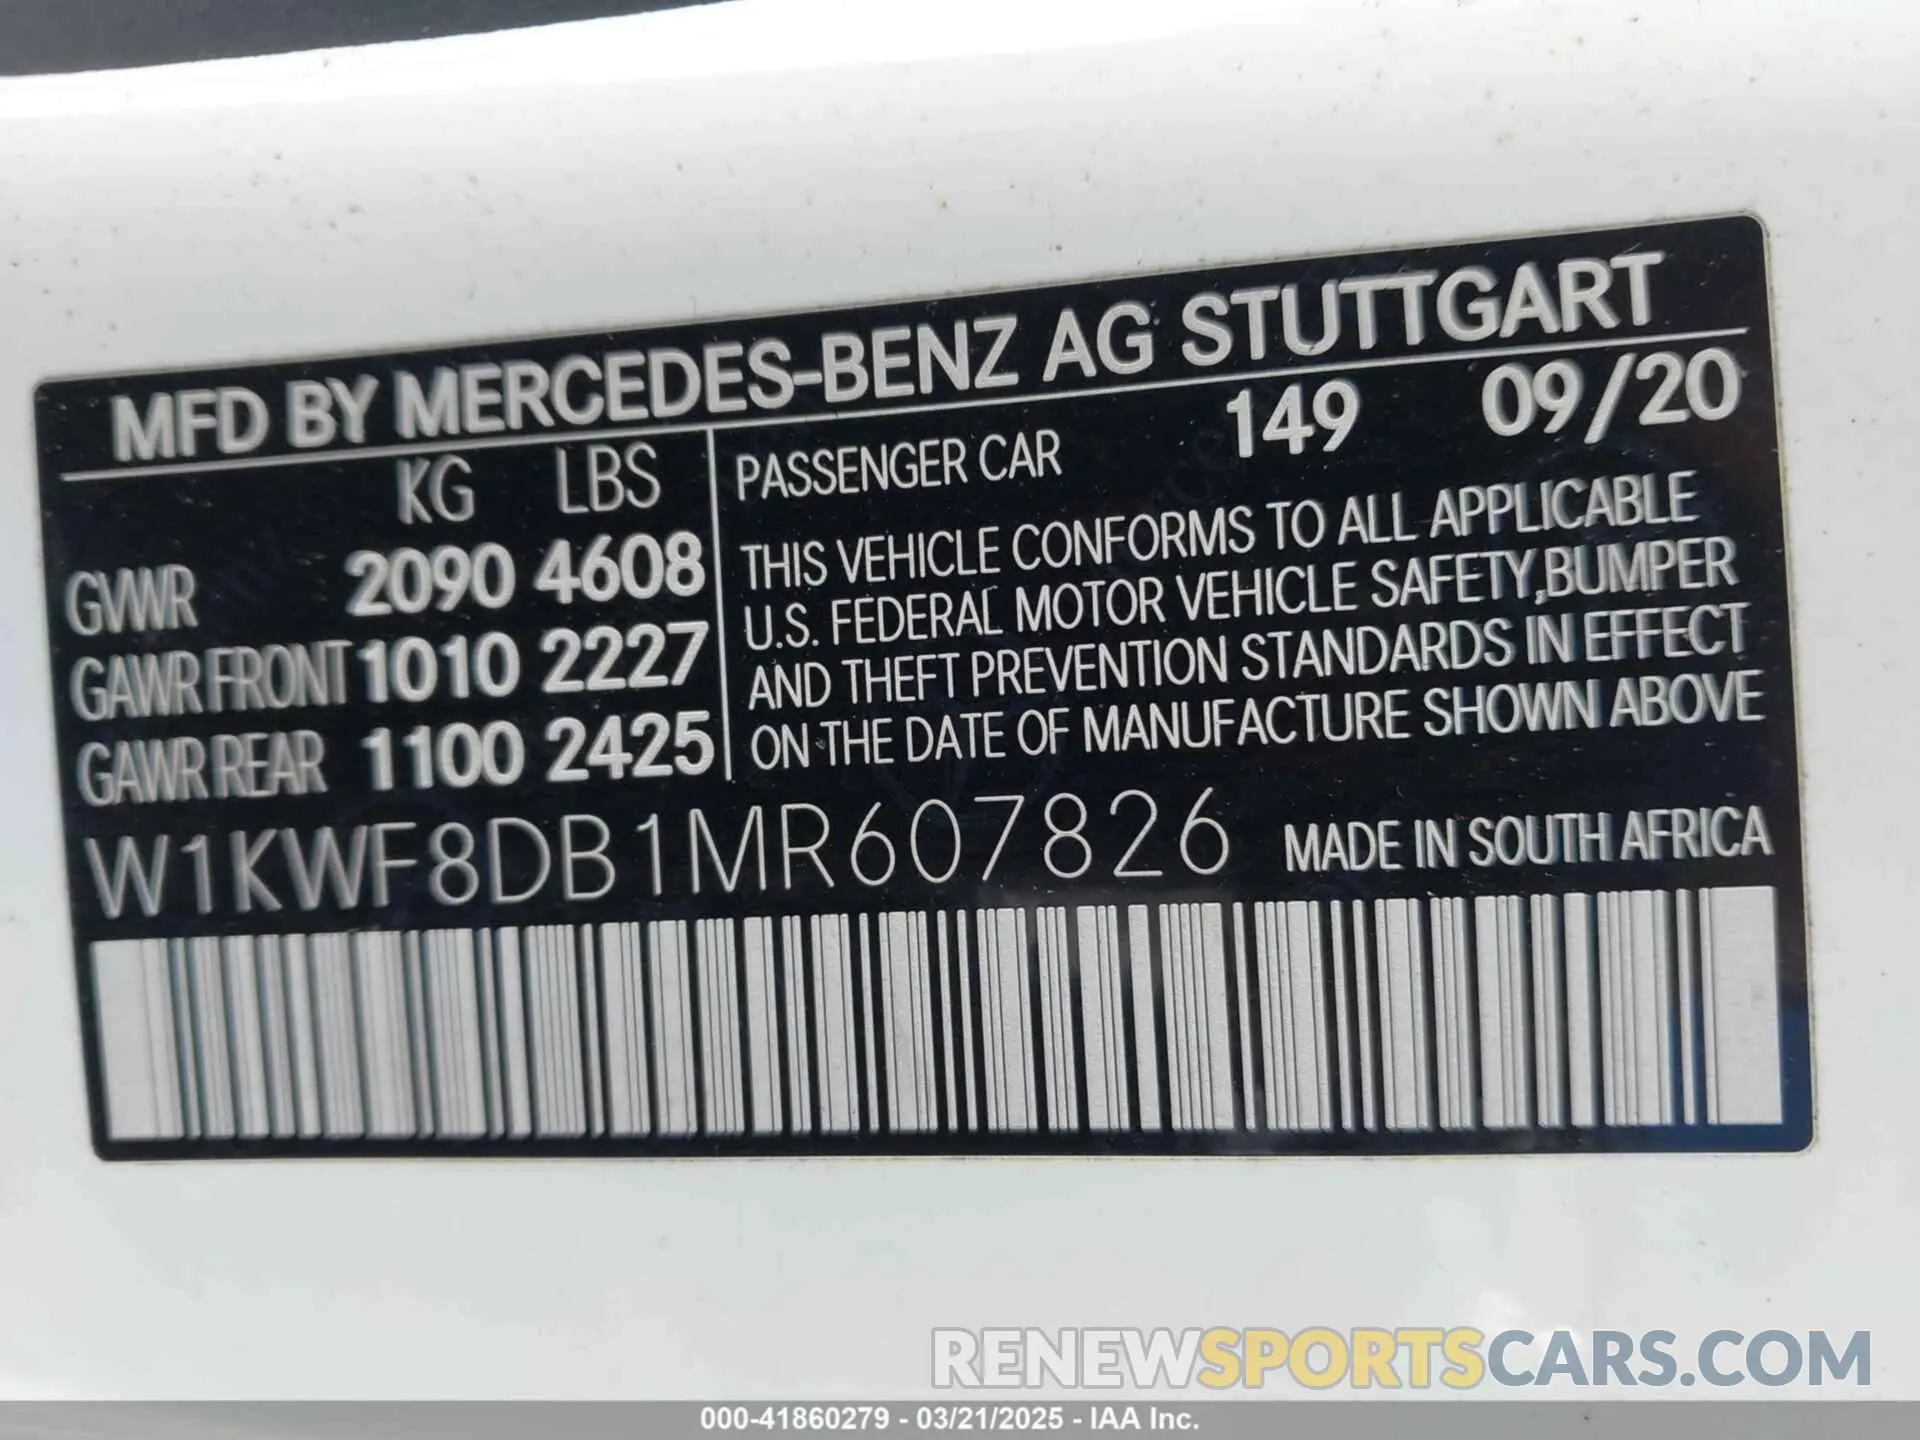 MFD BY MERCEDES-BENZ AG STUTTGART
KG LBS
GVWR 2090 4608
GAWR FRONT 1010 2227
GAWR REAR 1100 2425
PASSENGER CAR 149 09/20
THIS VEHICLE CONFORMS TO ALL APPLICABLE
U.S. FEDERAL MOTOR VEHICLE SAFETY,BUMPER
AND THEFT PREVENTION STANDARDS IN EFFECT
ON THE DATE OF MANUFACTURE SHOWN ABOVE
W1KWF8DB1MR607826 MADE IN SOUTH AFRICA
RENEWSPORTSCARS.COM
000-41860279 - 03/21/2025 - IAA Inc.